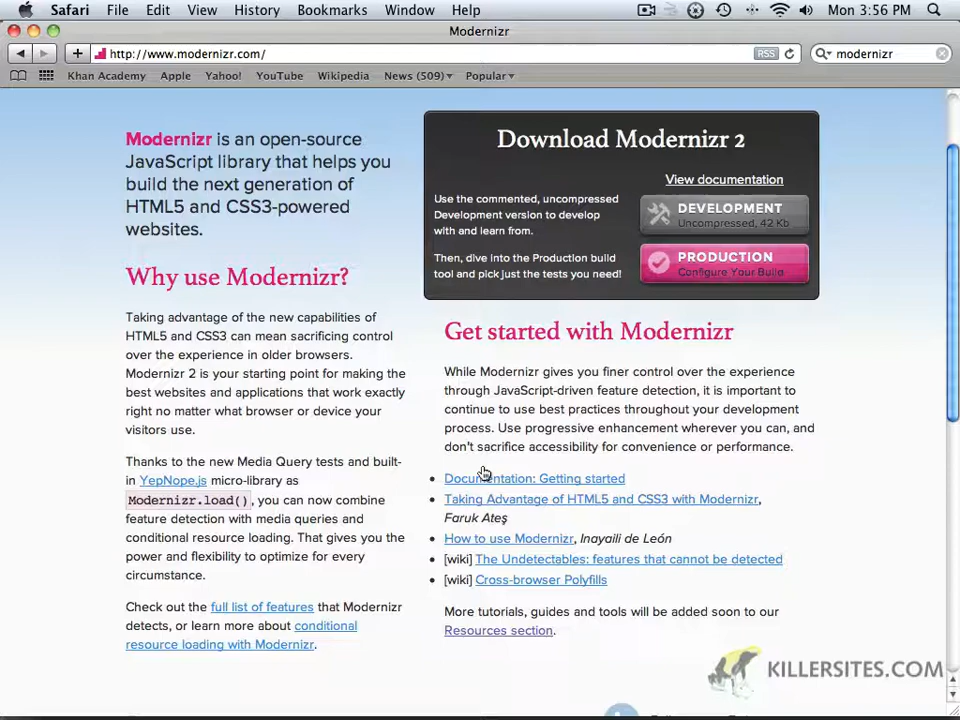 Safari File Edit View History Bookmarks Window Help Mon 3:56 PM
Modernizr
http://www.modernizr.com/ RSS modernizr
Khan Academy Apple Yahoo! YouTube Wikipedia News (509) Popular
Modernizr is an open-source
JavaScript library that helps you
build the next generation of
HTML5 and CSS3-powered
websites.
Why use Modernizr?
Taking advantage of the new capabilities of
HTML5 and CSS3 can mean sacrificing control
over the experience in older browsers.
Modernizr 2 is your starting point for making the
best websites and applications that work exactly
right no matter what browser or device your
visitors use.
Thanks to the new Media Query tests and built-
in YepNope.js micro-library as
Modernizr.load(), you can now combine
feature detection with media queries and
conditional resource loading. That gives you the
power and flexibility to optimize for every
circumstance.
Check out the full list of features that Modernizr
detects, or learn more about conditional
resource loading with Modernizr.
Download Modernizr 2
View documentation
Use the commented, uncompressed
Development version to develop
with and learn from.
DEVELOPMENT
Uncompressed, 42 Kb
Then, dive into the Production build
tool and pick just the tests you need!
PRODUCTION
Configure Your Build
Get started with Modernizr
While Modernizr gives you finer control over the experience
through JavaScript-driven feature detection, it is important to
continue to use best practices throughout your development
process. Use progressive enhancement wherever you can, and
don't sacrifice accessibility for convenience or performance.
Documentation: Getting started
Taking Advantage of HTML5 and CSS3 with Modernizr,
Faruk Ateş
How to use Modernizr, Inayaili de León
[wiki] The Undetectables: features that cannot be detected
[wiki] Cross-browser Polyfills
More tutorials, guides and tools will be added soon to our
Resources section.
KILLERSITES.COM